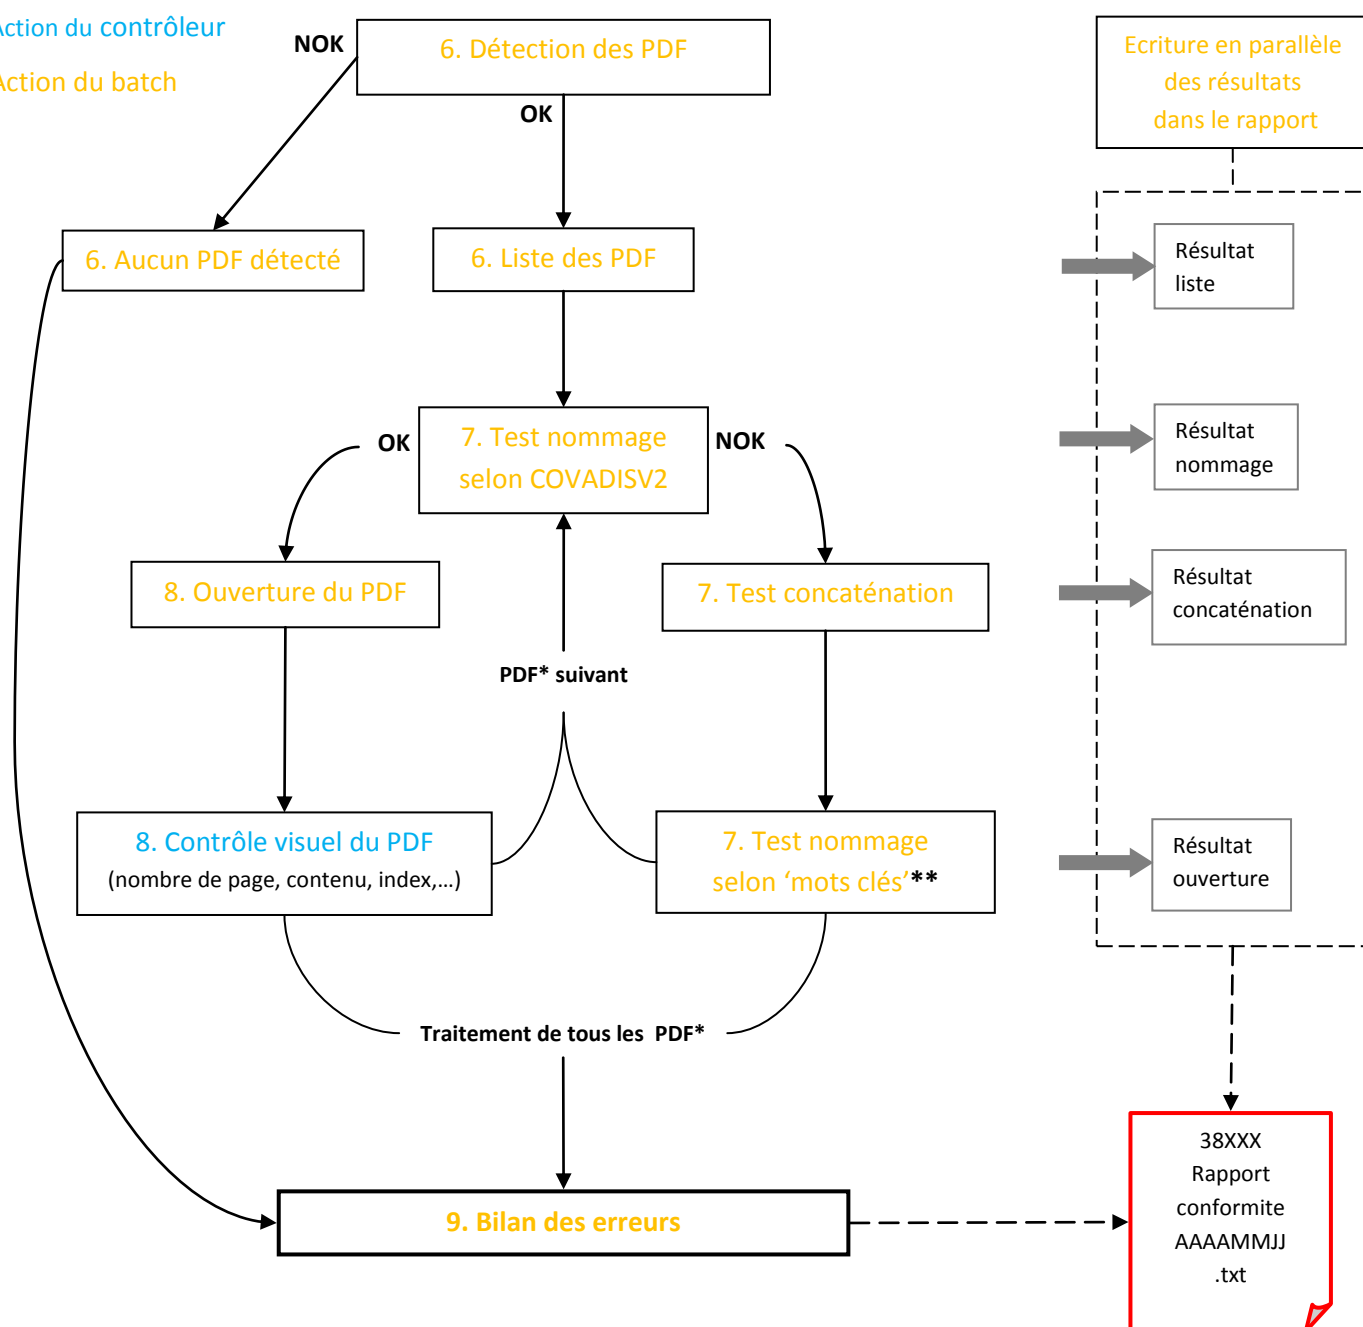 Action du contrôleur
Action du batch
NOK
6. Détection des PDF
OK
Ecriture en parallèle
des résultats
dans le rapport
6. Aucun PDF détecté
6. Liste des PDF
Résultat
liste
OK
7. Test nommage
selon COVADISV2
NOK
Résultat
nommage
8. Ouverture du PDF
7. Test concaténation
Résultat
concaténation
PDF* suivant
8. Contrôle visuel du PDF
(nombre de page, contenu, index,...)
7. Test nommage
selon ‘mots clés’**
Résultat
ouverture
Traitement de tous les PDF*
9. Bilan des erreurs
38XXX
Rapport
conformite
AAAAMMJJ
.txt